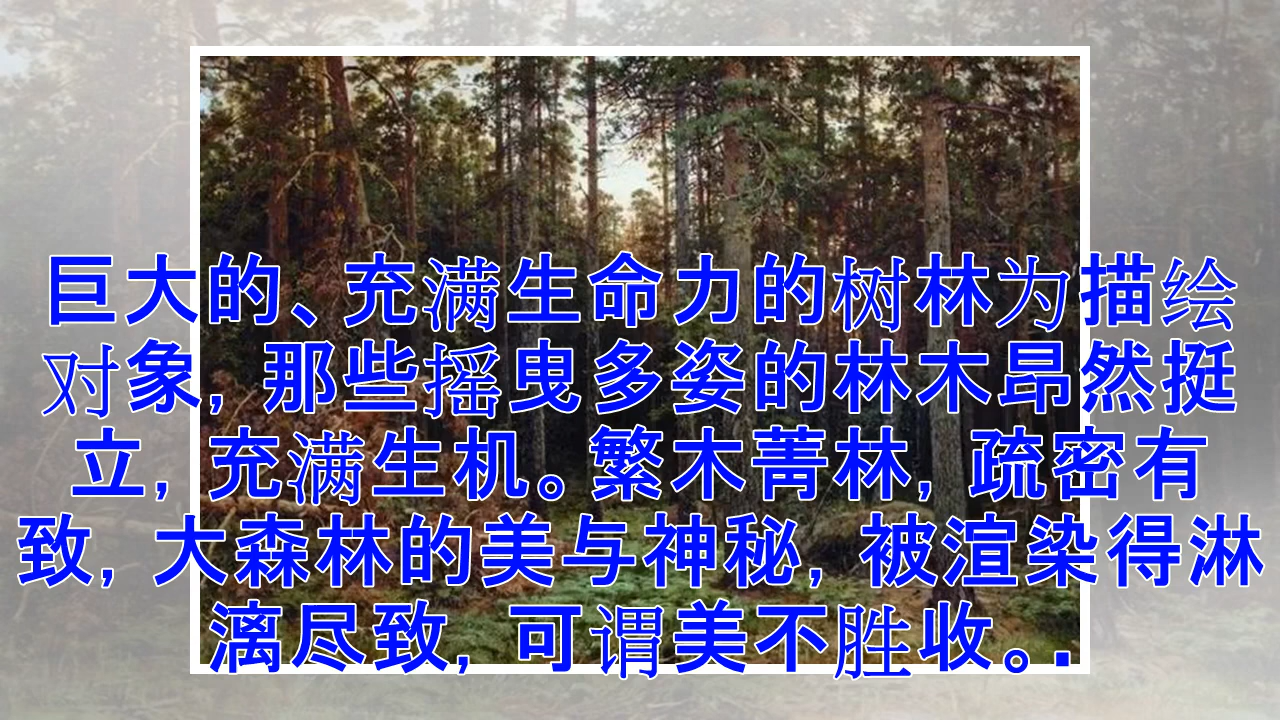 巨大的、充满生命力的树林为描绘
对象, 那些摇曳多姿的林木昂然挺
立, 充满生机。繁木菁林, 疏密有
致, 大森林的美与神秘, 被渲染得淋
漓尽致, 可谓美不胜收。.